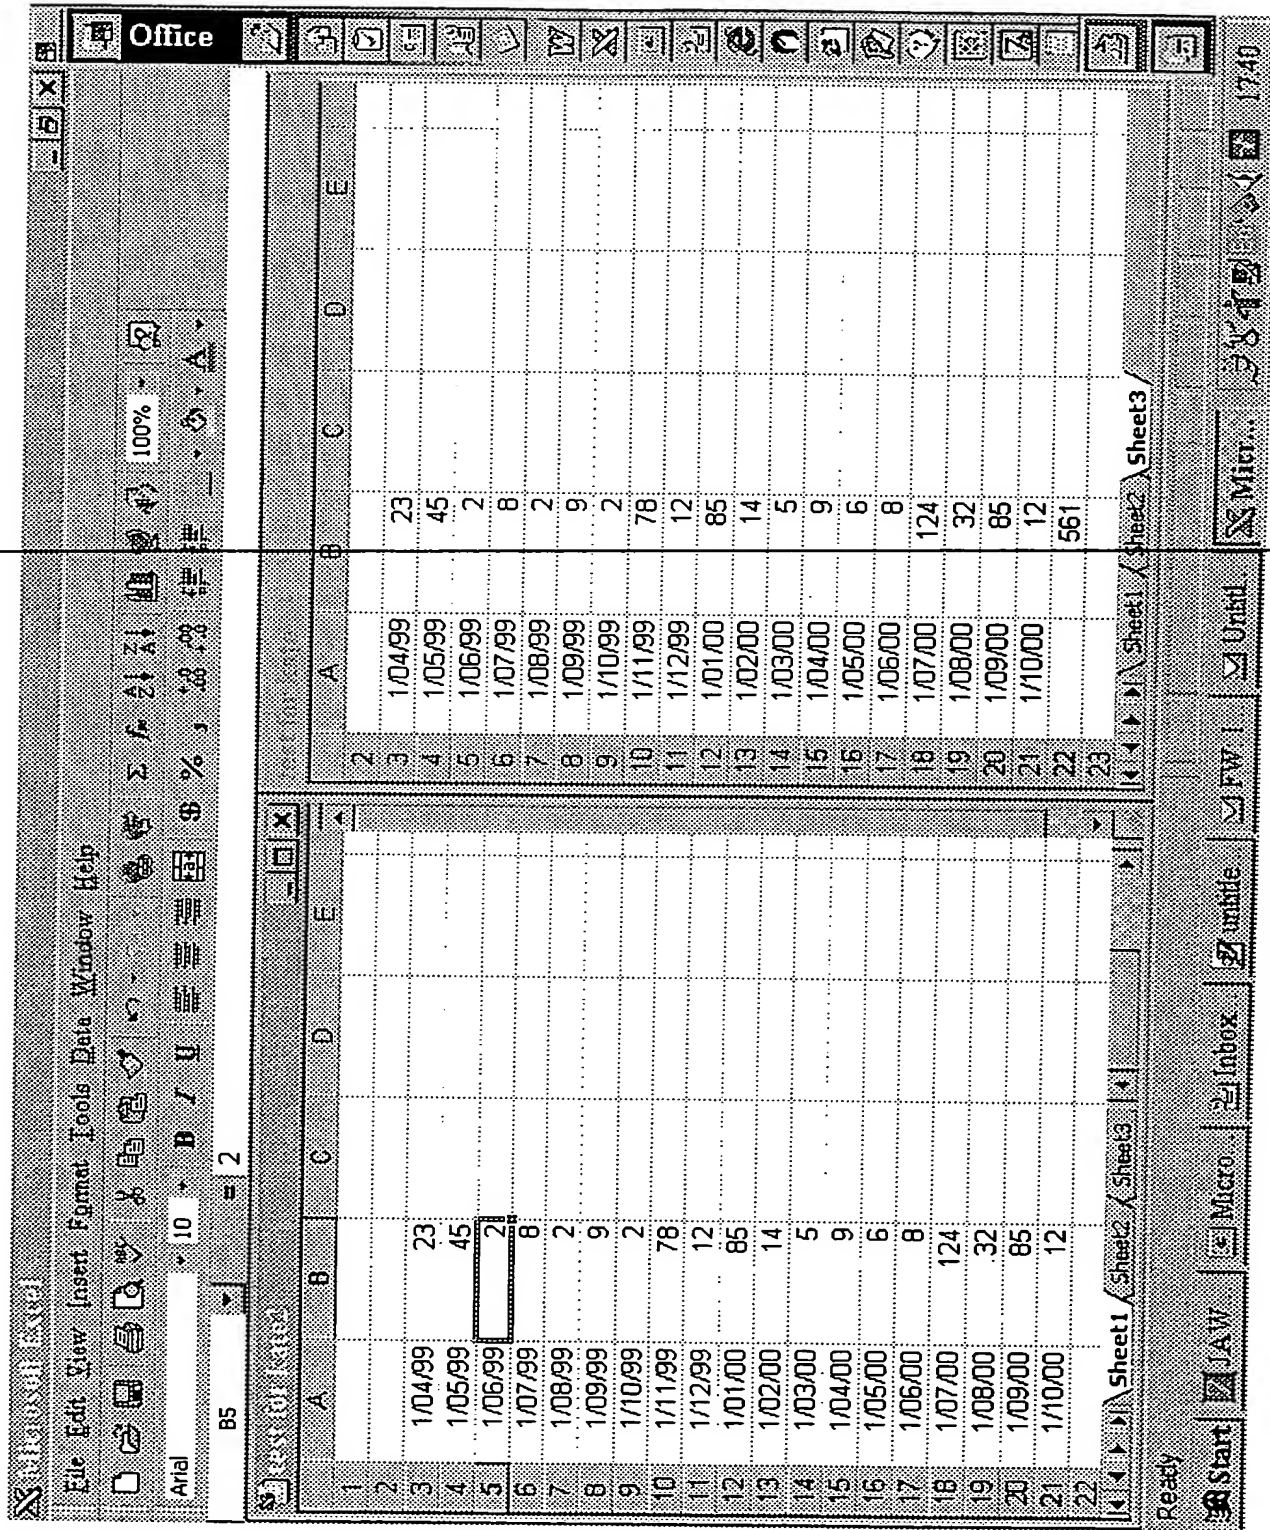 Microsoft Excel
Office
File Edit View Insert Format Tools Data Window Help
100%
Arial 10 B I U $ % ,
B5 = 2
A B C D E
1
2
3 1/04/99 23
4 1/05/99 45
5 1/06/99 2
6 1/07/99 8
7 1/08/99 2
8 1/09/99 9
9 1/10/99 2
10 1/11/99 78
11 1/12/99 12
12 1/01/00 85
13 1/02/00 14
14 1/03/00 5
15 1/04/00 9
16 1/05/00 6
17 1/06/00 8
18 1/07/00 124
19 1/08/00 32
20 1/09/00 85
21 1/10/00 12
22
Sheet1 Sheet2 Sheet3
A B C D E
2
3 1/04/99 23
4 1/05/99 45
5 1/06/99 2
6 1/07/99 8
7 1/08/99 2
8 1/09/99 9
9 1/10/99 2
10 1/11/99 78
11 1/12/99 12
12 1/01/00 85
13 1/02/00 14
14 1/03/00 5
15 1/04/00 9
16 1/05/00 6
17 1/06/00 8
18 1/07/00 124
19 1/08/00 32
20 1/09/00 85
21 1/10/00 12
22 561
23
Sheet1 Sheet2 Sheet3
Ready
Start JAW... Micro... Inbox... untitle... FW: Untitl... Micr... 17:40